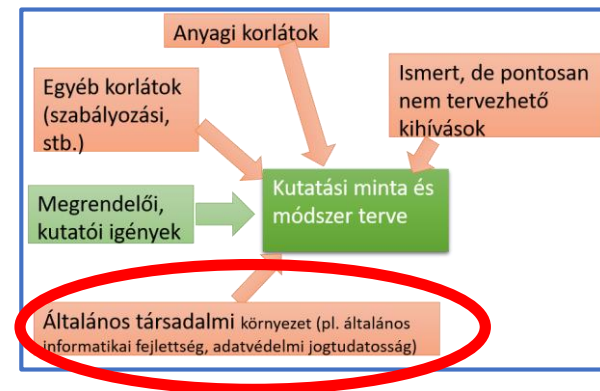 Anyagi korlátok
Egyéb korlátok
(szabályozási,
stb.)
Ismert, de pontosan
nem tervezhető
kihívások
Megrendelői,
kutatói igények
Kutatási minta és
módszer terve
Általános társadalmi környezet (pl. általános
informatikai fejlettség, adatvédelmi jogtudatosság)